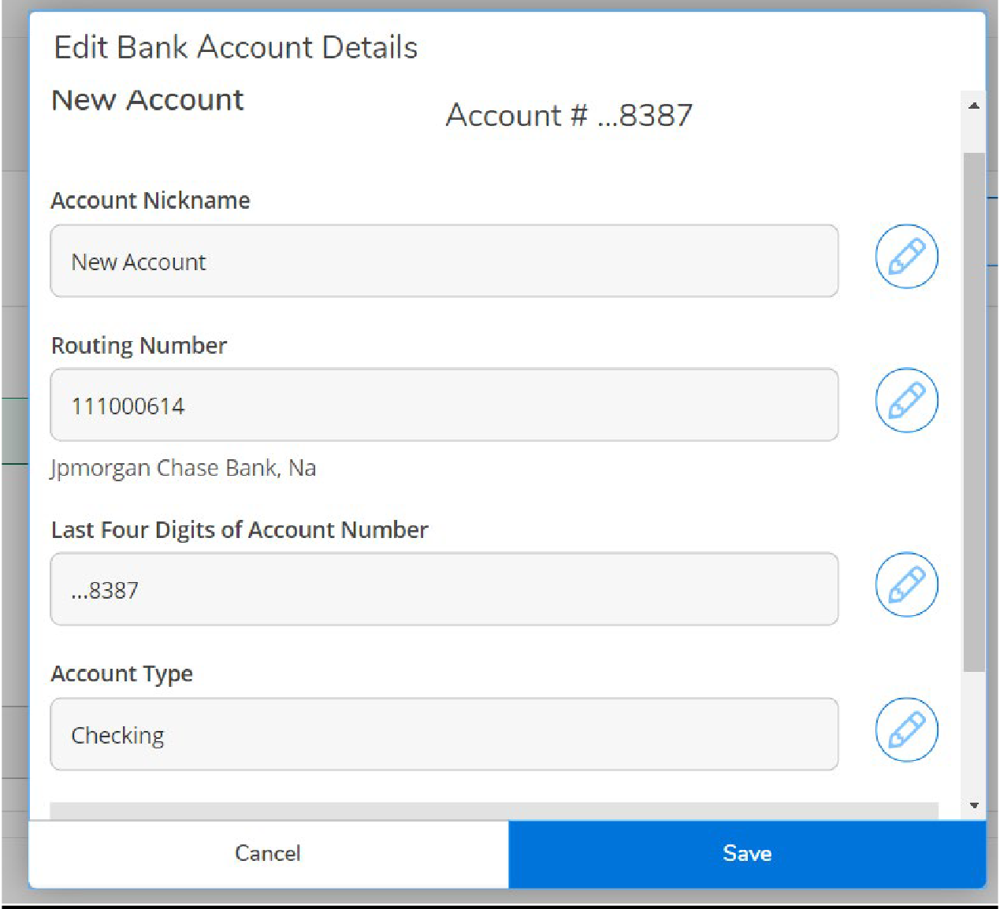 Edit Bank Account Details
New Account
Account # ...8387
Account Nickname
New Account
Routing Number
111000614
Jpmorgan Chase Bank, Na
Last Four Digits of Account Number
...8387
Account Type
Checking
Cancel
Save